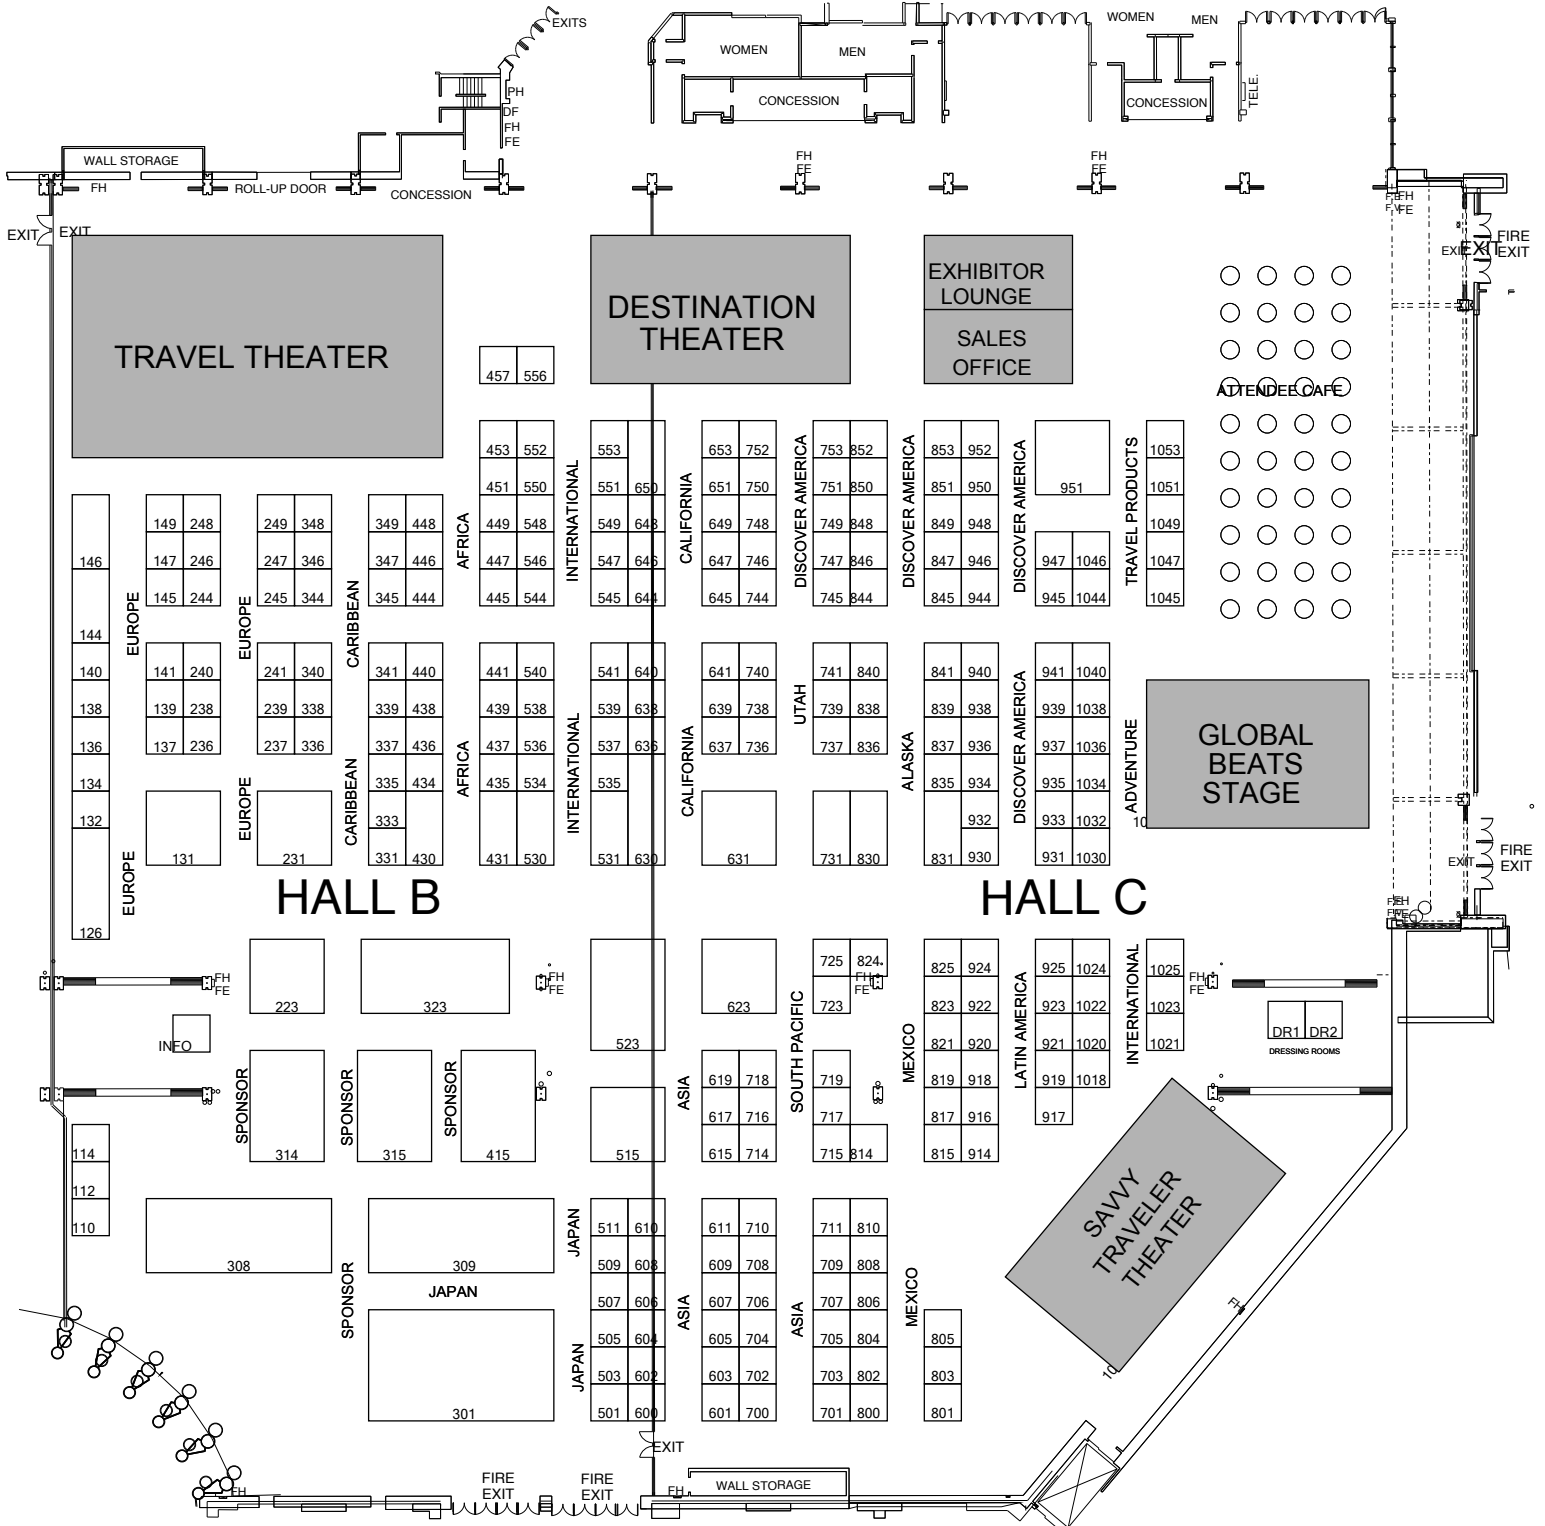 EXITS
WOMEN
MEN
WOMEN
MEN
CONCESSION
CONCESSION
TELE.
PH
DF
FH
FE
WALL STORAGE
FH
ROLL-UP DOOR
CONCESSION
FH
FE
FH
FE
FH
FE
EXIT
EXIT
EXIT
EXIT
FIRE
EXIT
TRAVEL THEATER
DESTINATION
THEATER
EXHIBITOR
LOUNGE
SALES
OFFICE
ATTENDEE CAFE
457 556
453 552 553 653 752 753 852 853 952 1053
451 550 551 650 651 750 751 850 851 950 951 1051
149 248 249 348 349 448 449 548 549 648 649 748 749 848 849 948 1049
146 147 246 247 346 347 446 447 546 547 646 647 746 747 846 847 946 947 1046 1047
145 244 245 344 345 444 445 544 545 644 645 744 745 844 845 944 945 1044 1045
144
EUROPE
EUROPE
CARIBBEAN
AFRICA
INTERNATIONAL
CALIFORNIA
DISCOVER AMERICA
DISCOVER AMERICA
DISCOVER AMERICA
TRAVEL PRODUCTS
140 141 240 241 340 341 440 441 540 541 640 641 740 741 840 841 940 941 1040
138 139 238 239 338 339 438 439 538 539 638 639 738 739 838 839 938 939 1038
136 137 236 237 336 337 436 437 536 537 636 637 736 737 836 837 936 937 1036
134 335 434 435 534 535 835 934 935 1034
132 333 932 933 1032 10
131 231 331 430 431 530 531 630 631 731 830 831 930 931 1030
EUROPE
EUROPE
CARIBBEAN
AFRICA
INTERNATIONAL
CALIFORNIA
UTAH
ALASKA
DISCOVER AMERICA
ADVENTURE
GLOBAL
BEATS
STAGE
EXIT
FIRE
EXIT
HALL B
HALL C
126
725 824 825 924 925 1024 1025
223 323 623 723 823 922 923 1022 1023
523 821 920 921 1020 1021
619 718 719 819 918 919 1018
617 716 717 817 916 917
114 314 315 415 515 615 714 715 814 815 914
FH
FE
FH
FE
FH
FE
FH
FE
INFO
SPONSOR
SPONSOR
SPONSOR
ASIA
SOUTH PACIFIC
MEXICO
LATIN AMERICA
INTERNATIONAL
DR1 DR2
DRESSING ROOMS
112
110 511 610 611 710 711 810
308 309 509 608 609 708 709 808
507 606 607 706 707 806
505 604 605 704 705 804 805
503 602 603 702 703 802 803
301 501 600 601 700 701 800 801
SPONSOR
JAPAN
JAPAN
JAPAN
ASIA
ASIA
MEXICO
SAVVY
TRAVELER
THEATER
10
FH
EXIT
FIRE
EXIT
FIRE
EXIT
FH
FH
WALL STORAGE